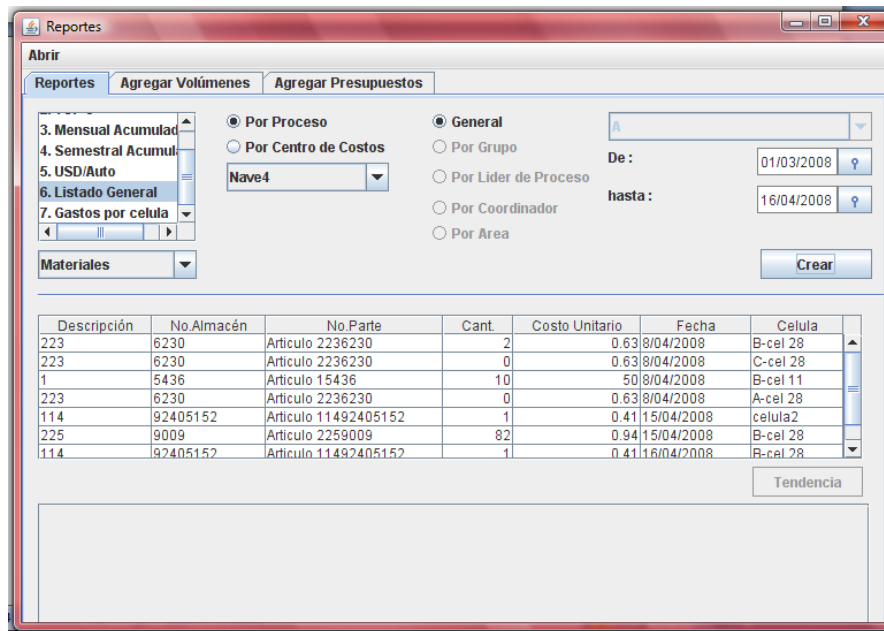 Reportes
Abrir
Reportes Agregar Volúmenes Agregar Presupuestos
3. Mensual Acumulad
4. Semestral Acumula
5. USD/Auto
6. Listado General
7. Gastos por celula
Materiales
Por Proceso
Por Centro de Costos
Nave4
General
Por Grupo
Por Lider de Proceso
Por Coordinador
Por Area
A
De : 01/03/2008
hasta : 16/04/2008
Crear
Descripción No.Almacén No.Parte Cant. Costo Unitario Fecha Celula
223 6230 Articulo 2236230 2 0.63 8/04/2008 B-cel 28
223 6230 Articulo 2236230 0 0.63 8/04/2008 C-cel 28
1 5436 Articulo 15436 10 50 8/04/2008 B-cel 11
223 6230 Articulo 2236230 0 0.63 8/04/2008 A-cel 28
114 92405152 Articulo 11492405152 1 0.41 15/04/2008 celula2
225 9009 Articulo 2259009 82 0.94 15/04/2008 B-cel 28
114 92405152 Articulo 11492405152 1 0.41 16/04/2008 B-cel 28
Tendencia